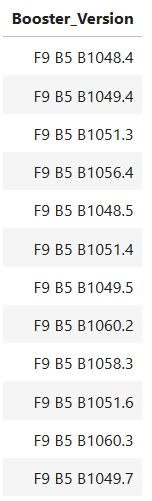 Booster_Version
F9 B5 B1048.4
F9 B5 B1049.4
F9 B5 B1051.3
F9 B5 B1056.4
F9 B5 B1048.5
F9 B5 B1051.4
F9 B5 B1049.5
F9 B5 B1060.2
F9 B5 B1058.3
F9 B5 B1051.6
F9 B5 B1060.3
F9 B5 B1049.7